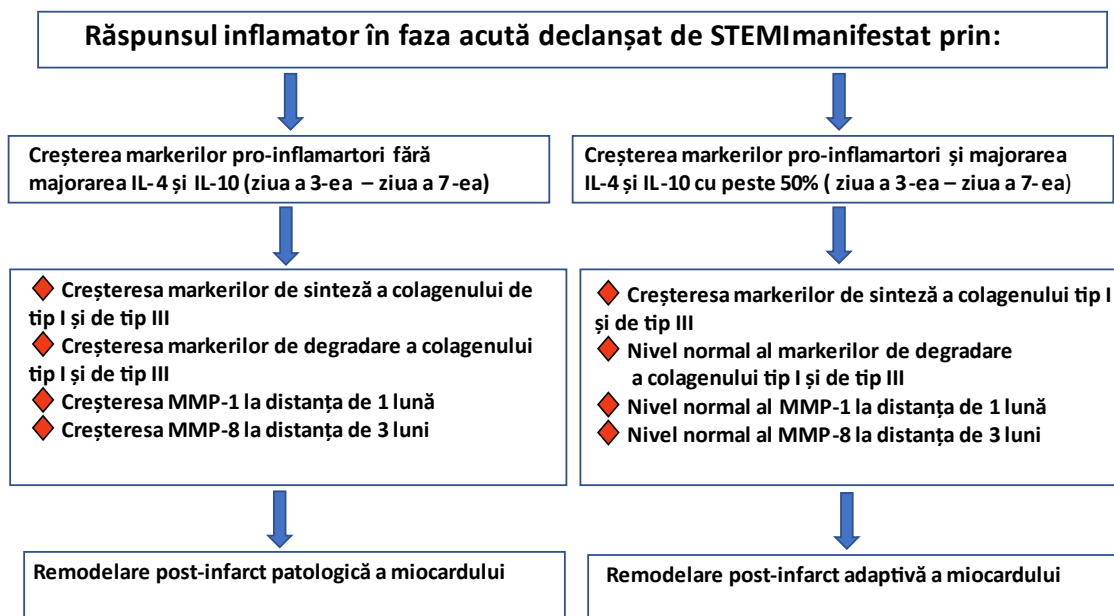 Răspunsul inflamator în faza acută declanșat de STEMImanifestat prin:
Creșterea markerilor pro-inflamartori fără
majorarea IL-4 și IL-10 (ziua a 3-ea – ziua a 7-ea)
Creșterea markerilor pro-inflamartori și majorarea
IL-4 și IL-10 cu peste 50% ( ziua a 3-ea – ziua a 7-ea)
Creșteresa markerilor de sinteză a colagenului de
tip I și de tip III
Creșteresa markerilor de degradare a colagenului
tip I și de tip III
Creșteresa MMP-1 la distanța de 1 lună
Creșteresa MMP-8 la distanța de 3 luni
Creșteresa markerilor de sinteză a colagenului tip I
și de tip III
Nivel normal al markerilor de degradare
a colagenului tip I și de tip III
Nivel normal al MMP-1 la distanța de 1 lună
Nivel normal al MMP-8 la distanța de 3 luni
Remodelare post-infarct patologică a miocardului
Remodelare post-infarct adaptivă a miocardului